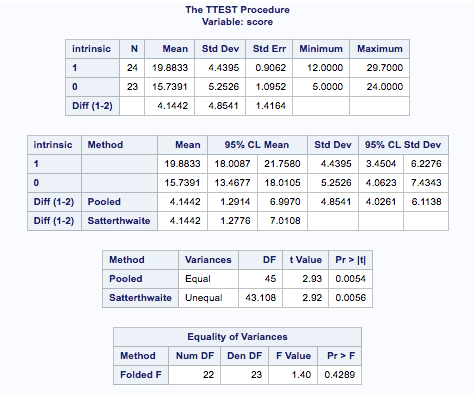 The TTEST Procedure
Variable: score
intrinsic N Mean Std Dev Std Err Minimum Maximum
1 24 19.8833 4.4395 0.9062 12.0000 29.7000
0 23 15.7391 5.2526 1.0952 5.0000 24.0000
Diff (1-2) 4.1442 4.8541 1.4164
intrinsic Method Mean 95% CL Mean Std Dev 95% CL Std Dev
1 19.8833 18.0087 21.7580 4.4395 3.4504 6.2276
0 15.7391 13.4677 18.0105 5.2526 4.0623 7.4343
Diff (1-2) Pooled 4.1442 1.2914 6.9970 4.8541 4.0261 6.1138
Diff (1-2) Satterthwaite 4.1442 1.2776 7.0108
Method Variances DF t Value Pr > |t|
Pooled Equal 45 2.93 0.0054
Satterthwaite Unequal 43.108 2.92 0.0056
Equality of Variances
Method Num DF Den DF F Value Pr > F
Folded F 22 23 1.40 0.4289